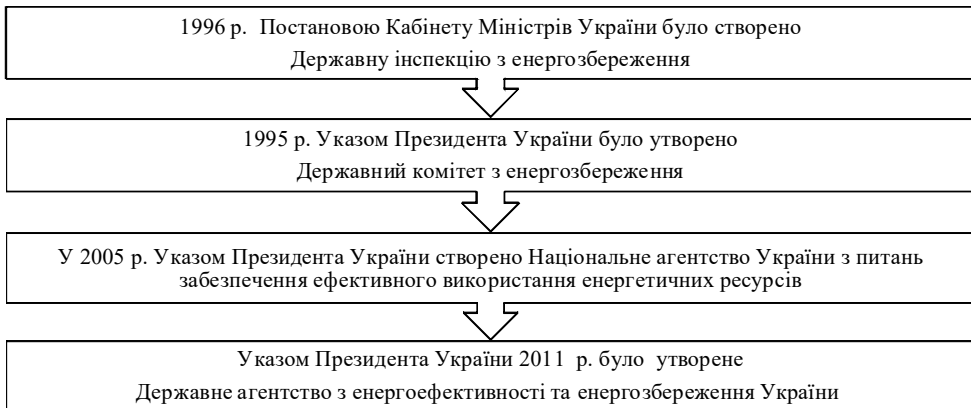 1996 р. Постановою Кабінету Міністрів України було створено
Державну інспекцію з енергозбереження
1995 р. Указом Президента України було утворено
Державний комітет з енергозбереження
У 2005 р. Указом Президента України створено Національне агентство України з питань
забезпечення ефективного використання енергетичних ресурсів
Указом Президента України 2011 р. було утворене
Державне агентство з енергоефективності та енергозбереження України